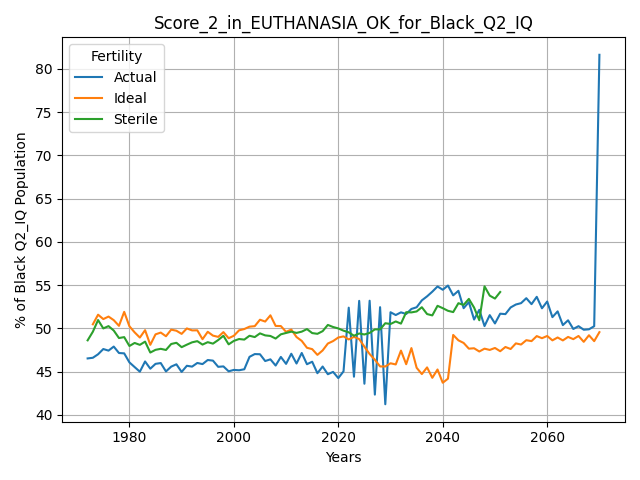 Score_2_in_EUTHANASIA_OK_for_Black_Q2_IQ
Fertility
Actual
Ideal
Sterile
% of Black Q2_IQ Population
80
75
70
65
60
55
50
45
40
1980
2000
2020
2040
2060
Years